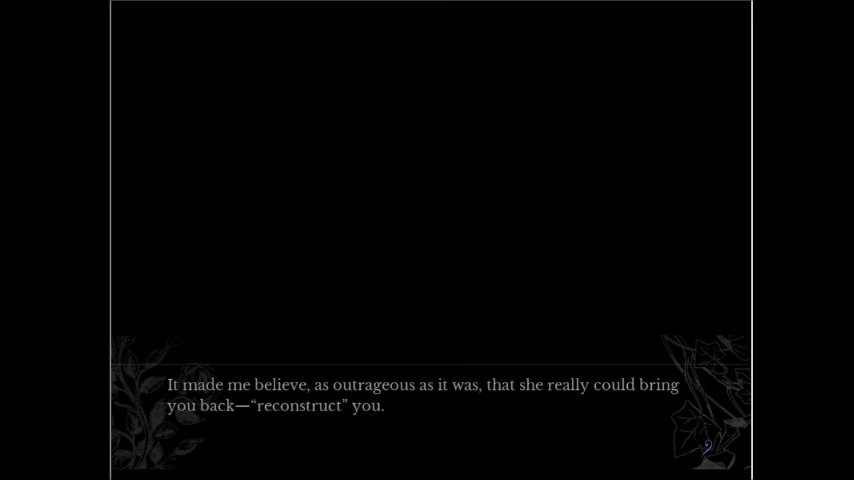 It made me believe, as outrageous as it was, that she really could bring
you back—“reconstruct” you.